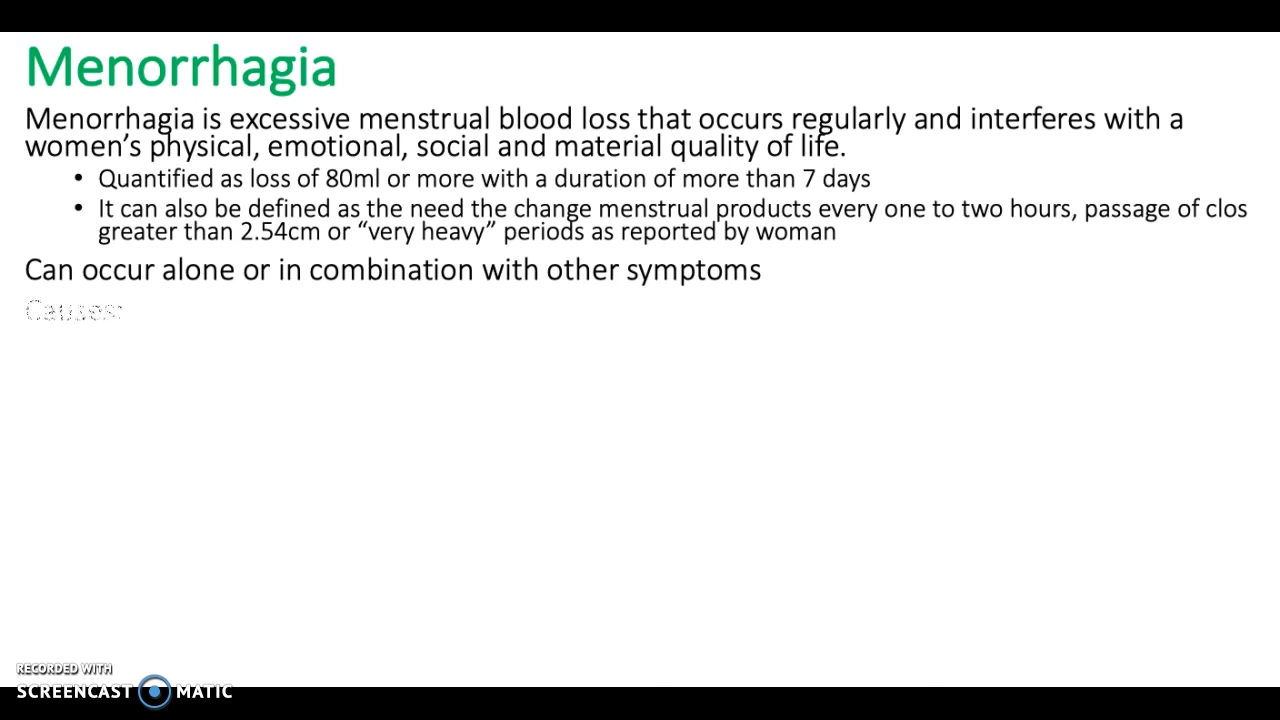 Menorrhagia
Menorrhagia is excessive menstrual blood loss that occurs regularly and interferes with a
women’s physical, emotional, social and material quality of life.
• Quantified as loss of 80ml or more with a duration of more than 7 days
• It can also be defined as the need the change menstrual products every one to two hours, passage of clos
greater than 2.54cm or “very heavy” periods as reported by woman
Can occur alone or in combination with other symptoms
Causes:
RECORDED WITH
SCREENCAST MATIC